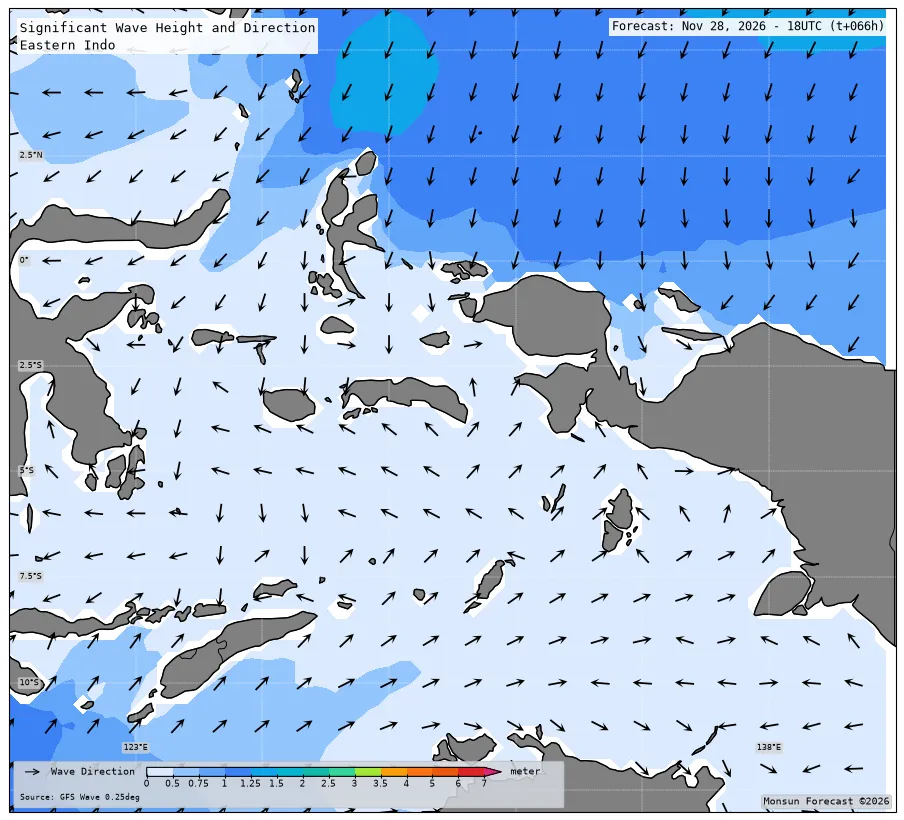 Significant Wave Height and Direction
Eastern Indo
Forecast: Nov 28, 2026 - 18UTC (t+066h)
2.5°N
0°
2.5°S
5°S
7.5°S
10°S
123°E
138°E
Wave Direction
meter
0 0.5 0.75 1 1.25 1.5 2 2.5 3 3.5 4 5 6 7
Source: GFS Wave 0.25deg
Monsun Forecast ©2026